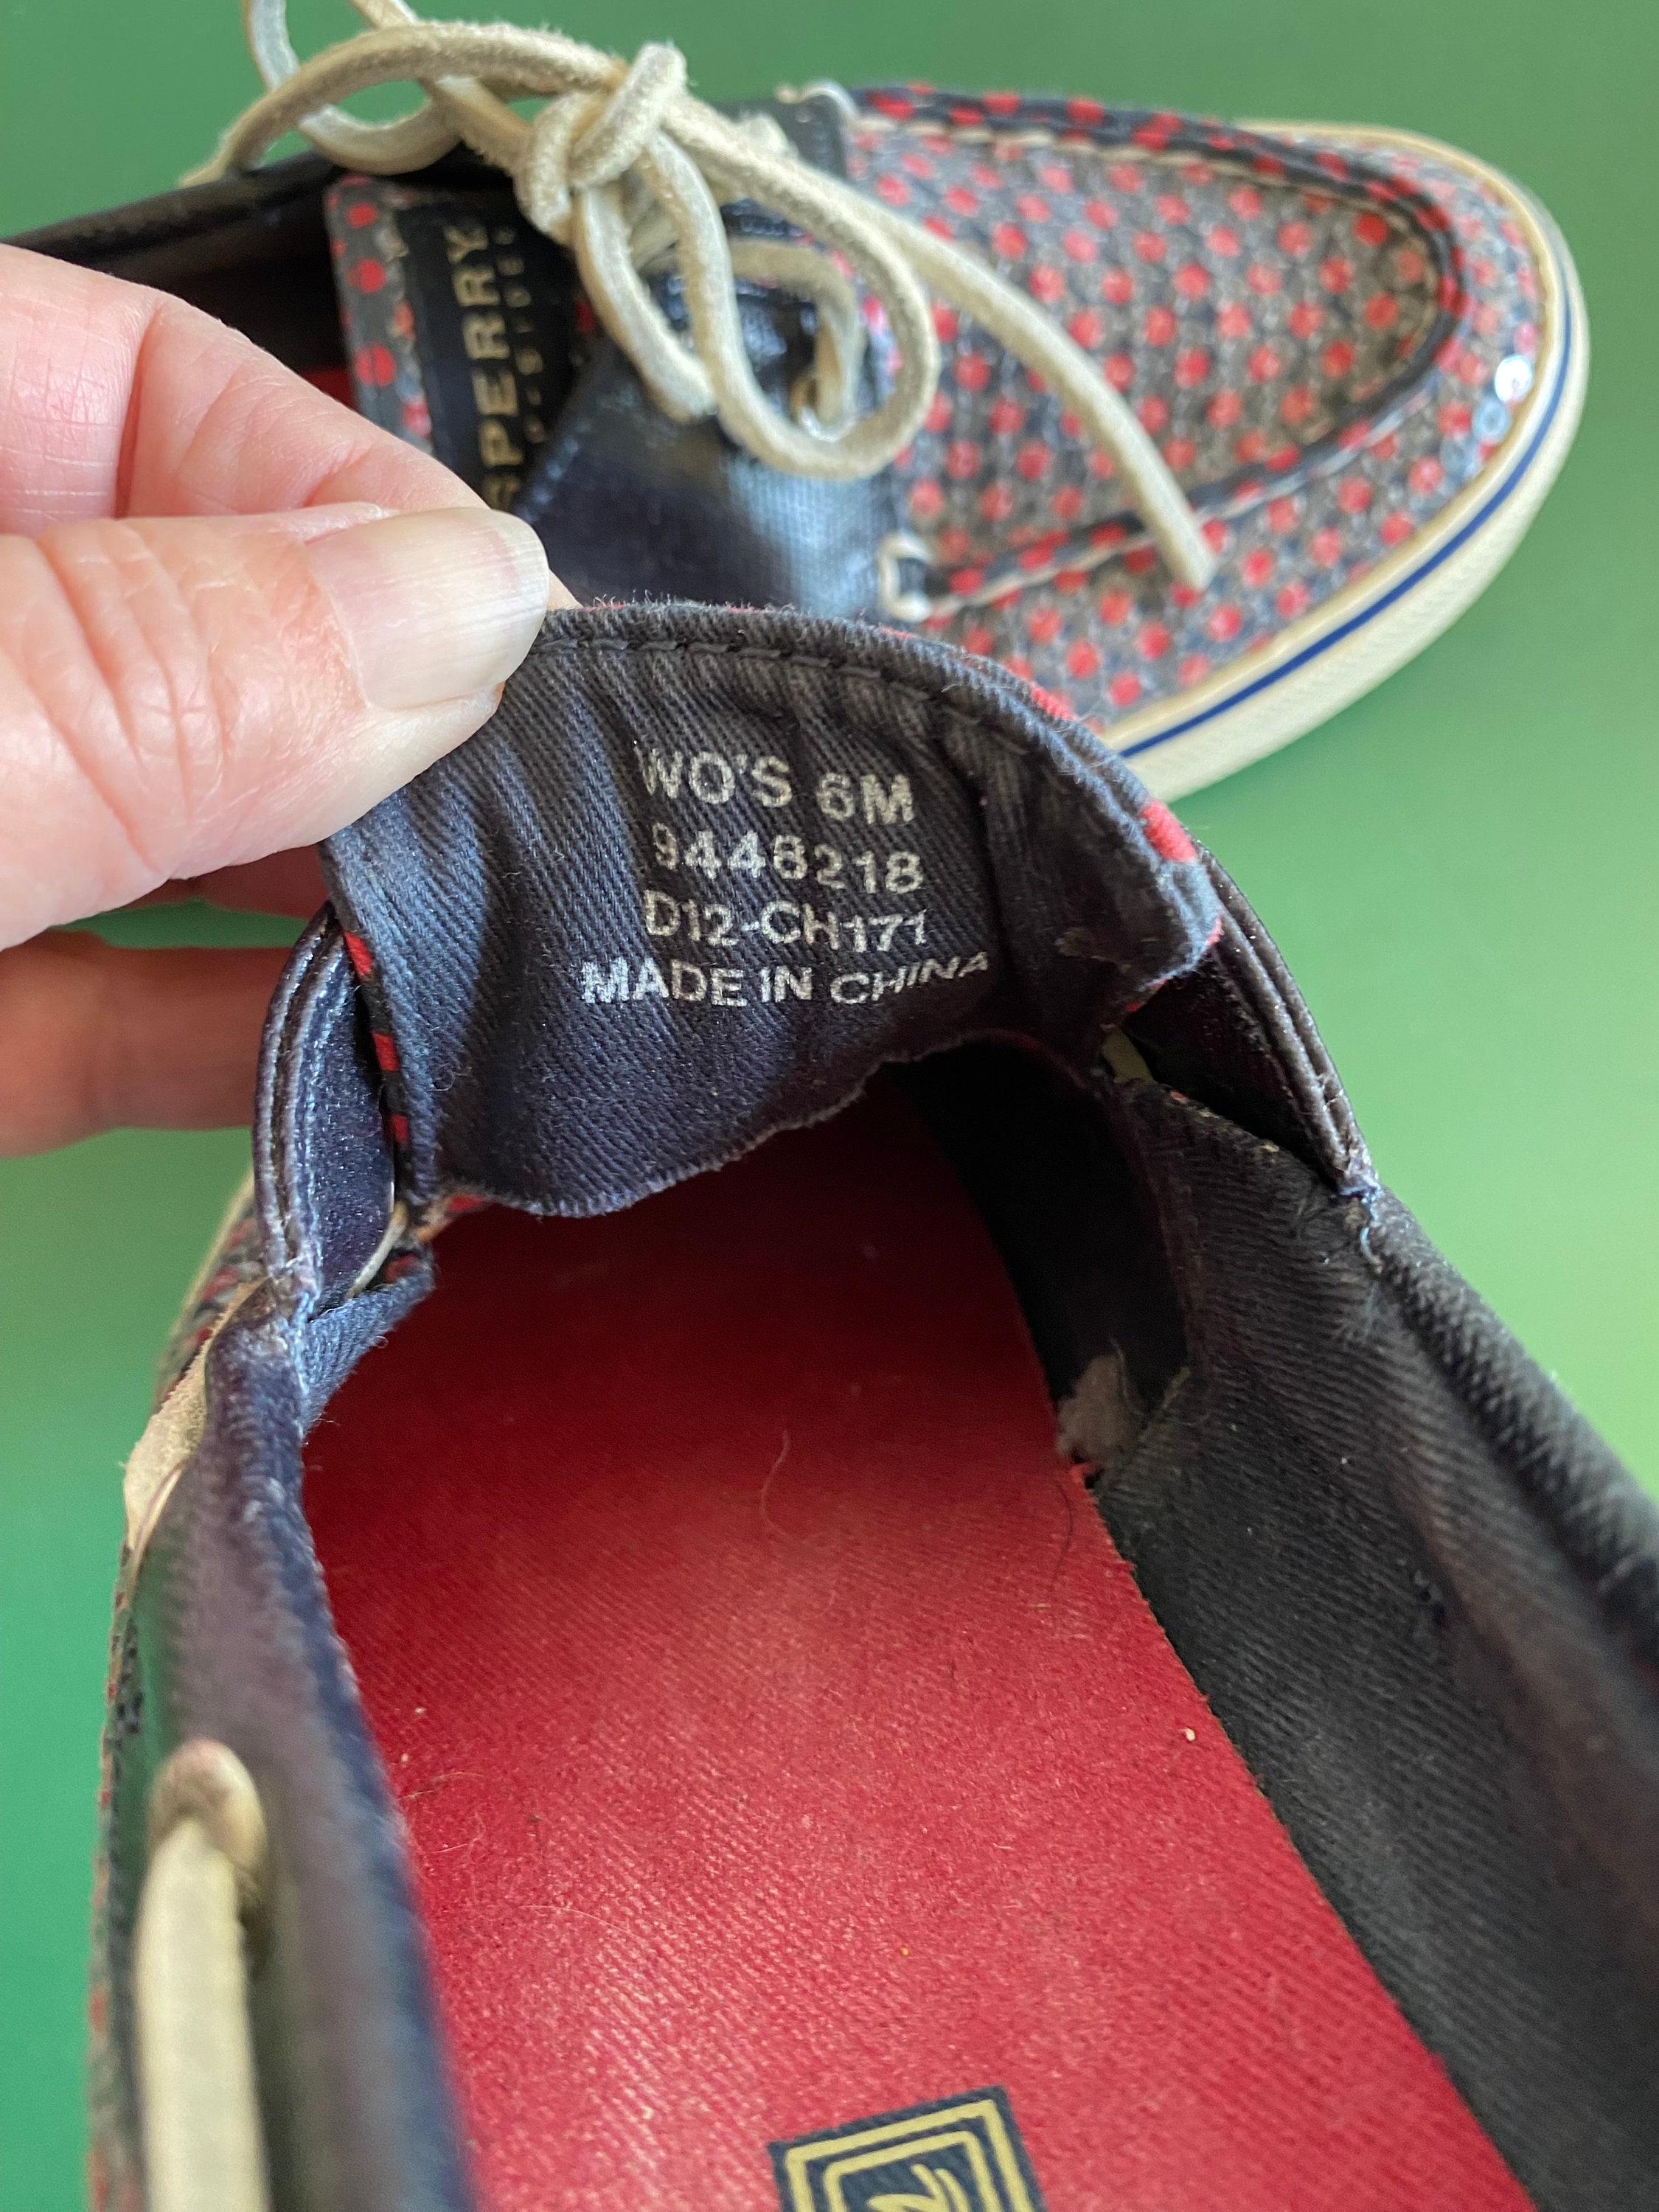 SPERRY
WO'S 6M
9448218
D12-CH171
MADE IN CHINA